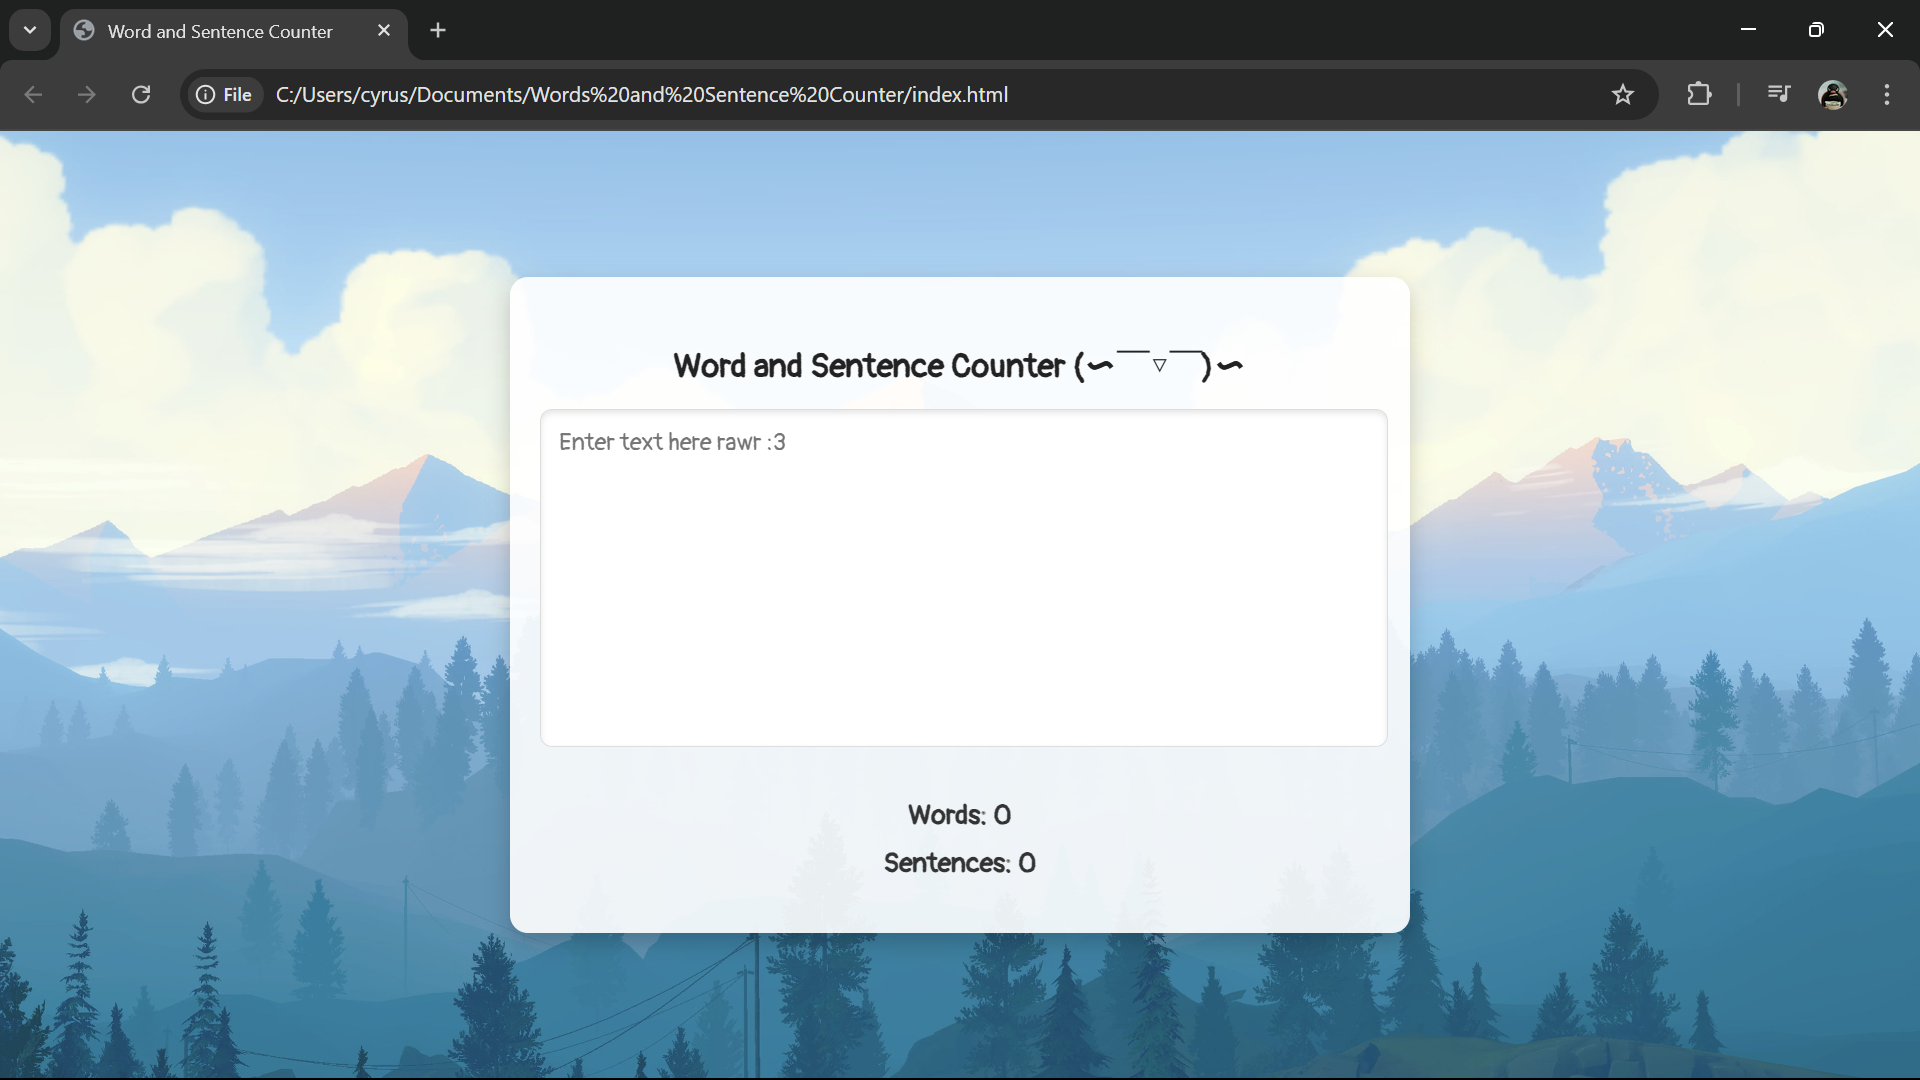 Word and Sentence Counter
File C:/Users/cyrus/Documents/Words%20and%20Sentence%20Counter/index.html
Word and Sentence Counter (∽¯▽¯)∽
Enter text here rawr :3
Words: 0
Sentences: 0